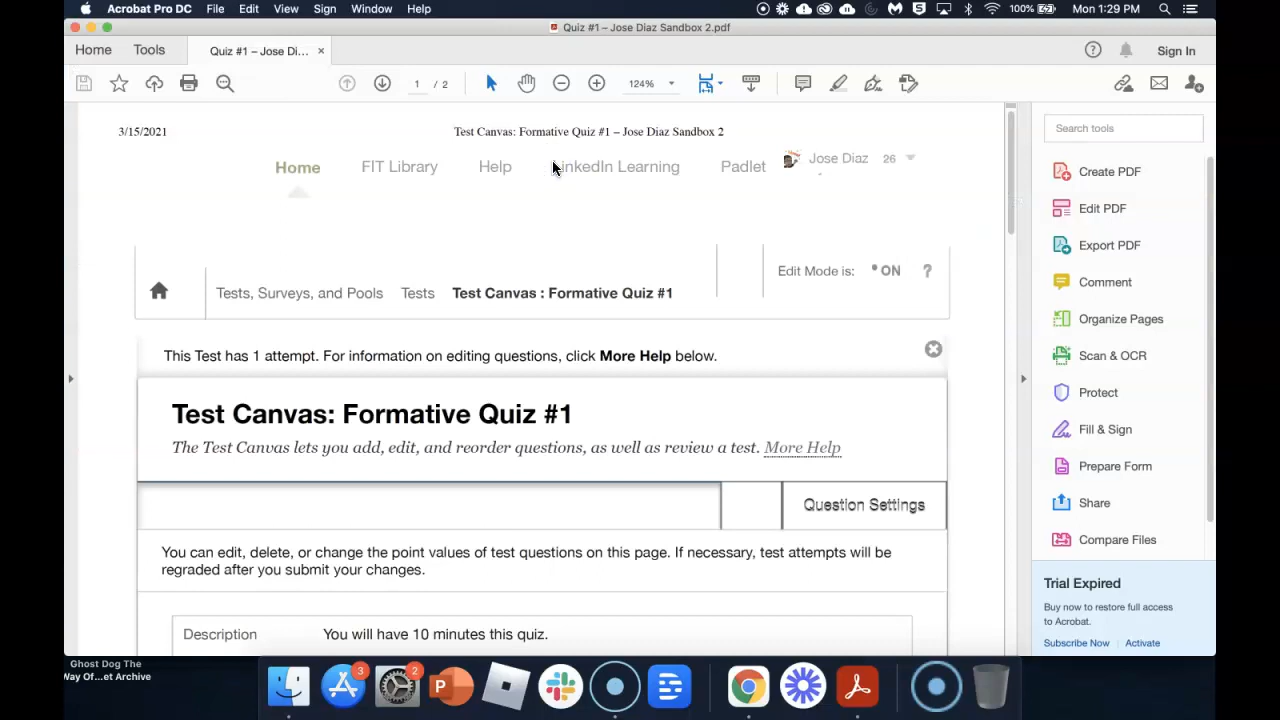 Acrobat Pro DC File Edit View Sign Window Help 100% Mon 1:29 PM
Quiz #1 – Jose Diaz Sandbox 2.pdf
Home Tools Quiz #1 – Jose Di... × Sign In
1 / 2 124%
3/15/2021 Test Canvas: Formative Quiz #1 – Jose Diaz Sandbox 2
Home FIT Library Help LinkedIn Learning Padlet Jose Diaz 26
Edit Mode is: ON ?
Tests, Surveys, and Pools Tests Test Canvas : Formative Quiz #1
This Test has 1 attempt. For information on editing questions, click More Help below.
Test Canvas: Formative Quiz #1
The Test Canvas lets you add, edit, and reorder questions, as well as review a test. More Help
Question Settings
You can edit, delete, or change the point values of test questions on this page. If necessary, test attempts will be
regraded after you submit your changes.
Description You will have 10 minutes this quiz.
Search tools
Create PDF
Edit PDF
Export PDF
Comment
Organize Pages
Scan & OCR
Protect
Fill & Sign
Prepare Form
Share
Compare Files
Trial Expired
Buy now to restore full access
to Acrobat.
Subscribe Now Activate
Ghost Dog The
Way Of...et Archive
3
2
P